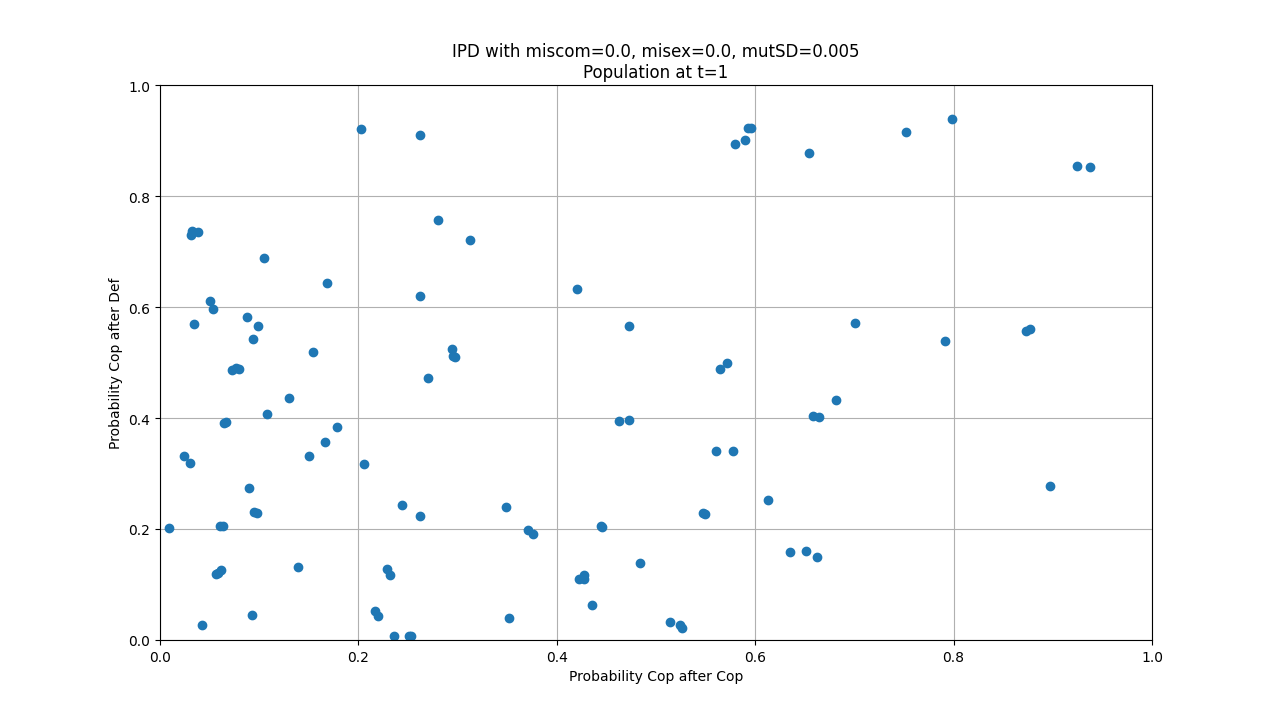 IPD with miscom=0.0, misex=0.0, mutSD=0.005
Population at t=1
1.0
0.8
0.6
0.4
0.2
0.0
Probability Cop after Def
0.0 0.2 0.4 0.6 0.8 1.0
Probability Cop after Cop